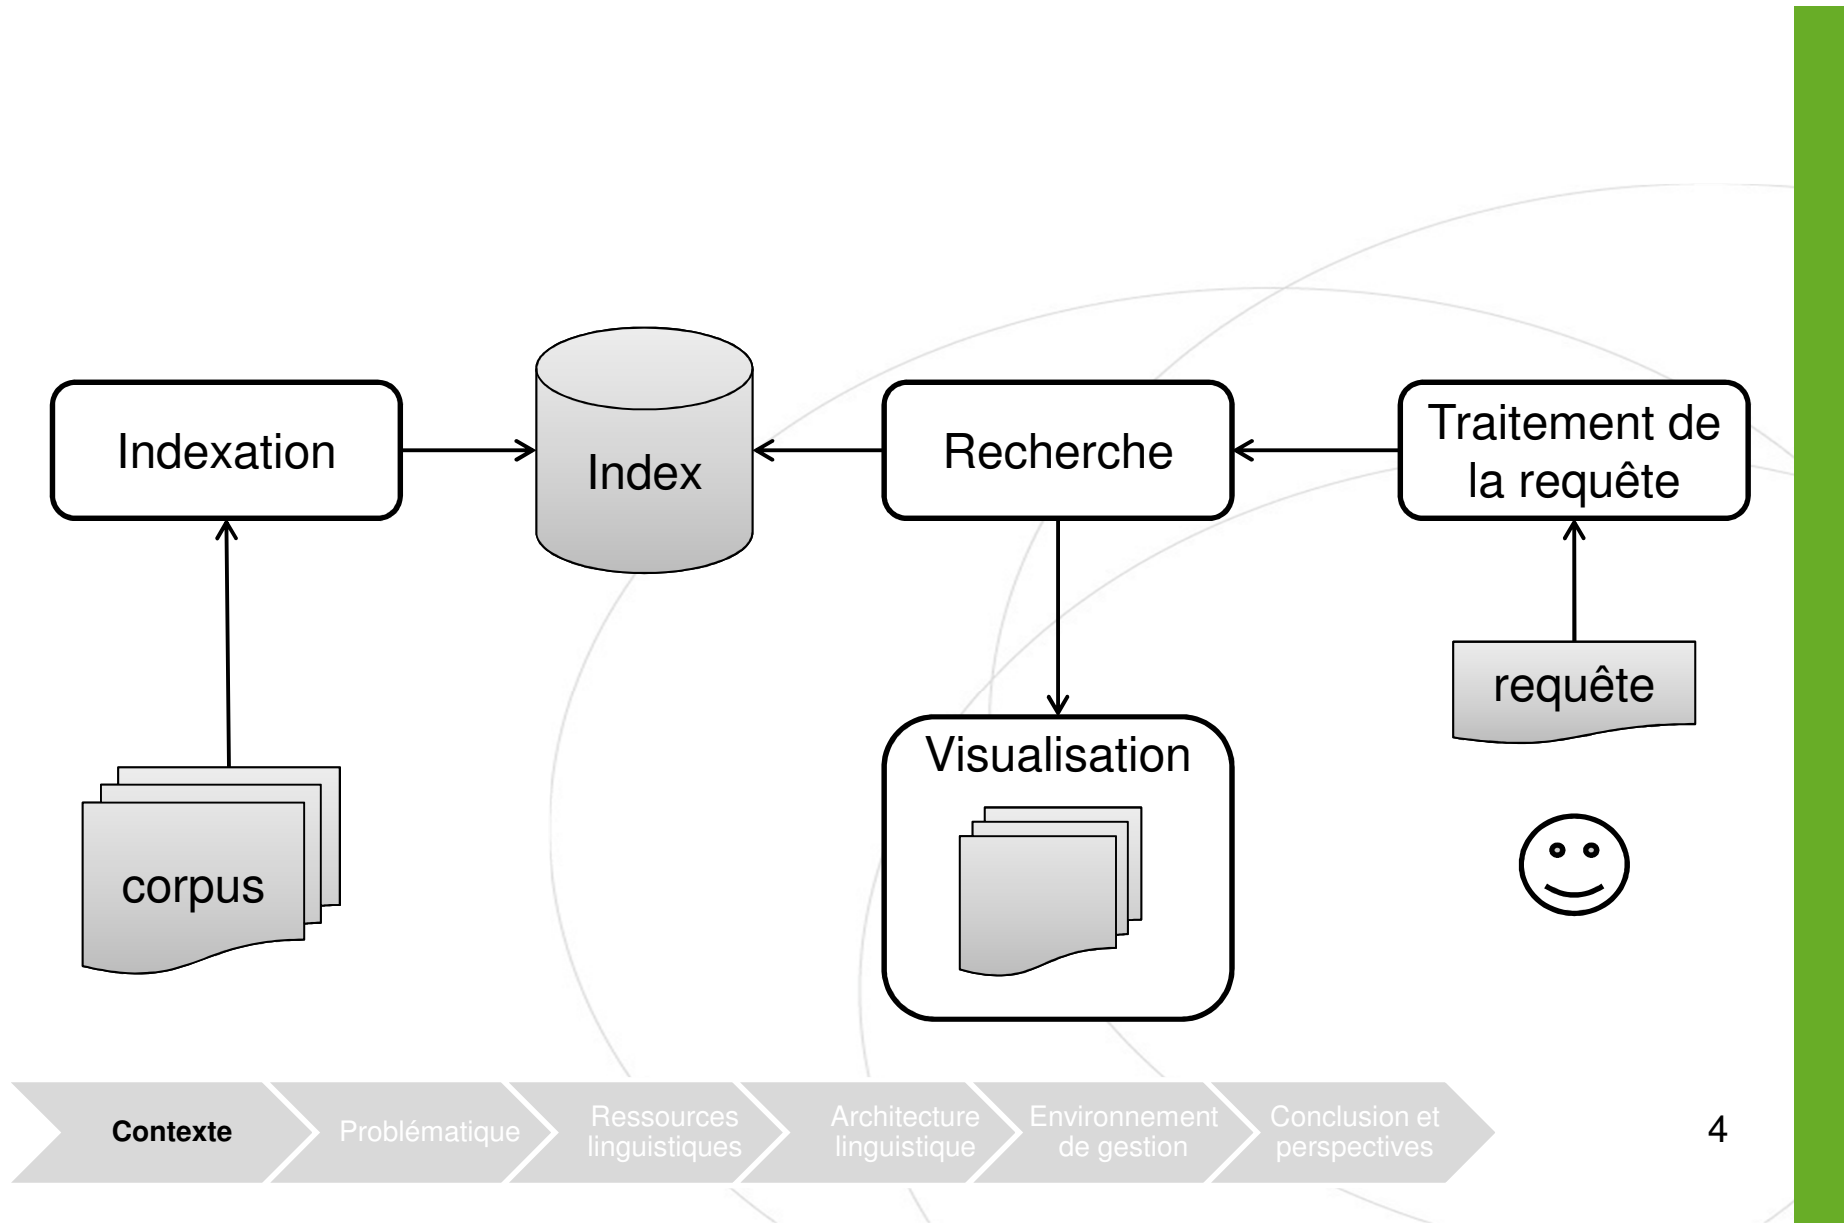 Indexation
Index
Recherche
Traitement de
la requête
requête
Visualisation
corpus
Contexte
Problématique
Ressources
linguistiques
Architecture
linguistique
Environnement
de gestion
Conclusion et
perspectives
4